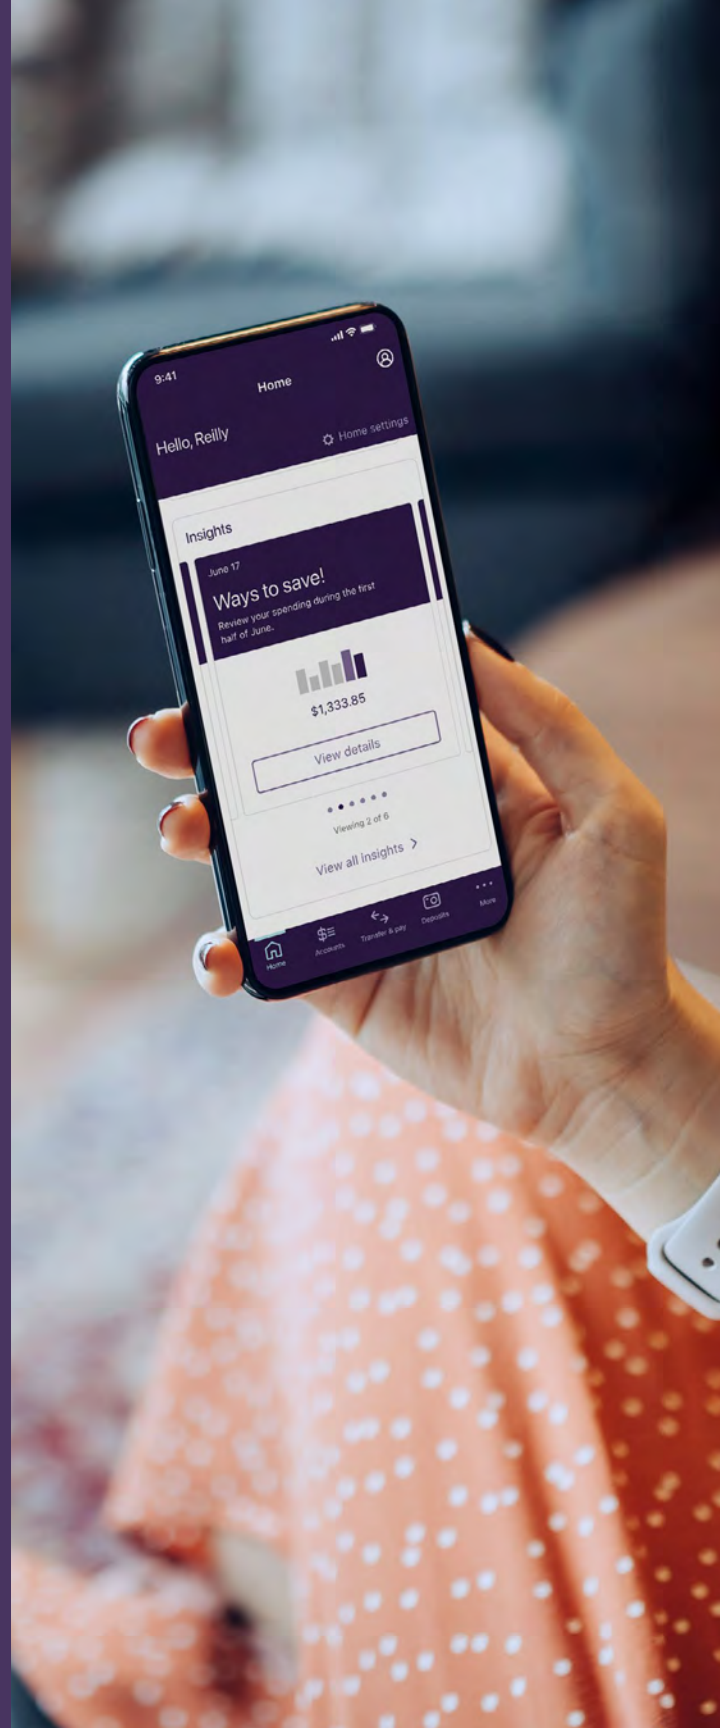 9:41
Home
Hello, Reilly
Home settings
Insights
June 17
Ways to save!
Review your spending during the first
half of June.
$1,333.85
View details
Viewing 2 of 6
View all insights
Home
Accounts
Transfer & pay
Deposits
More